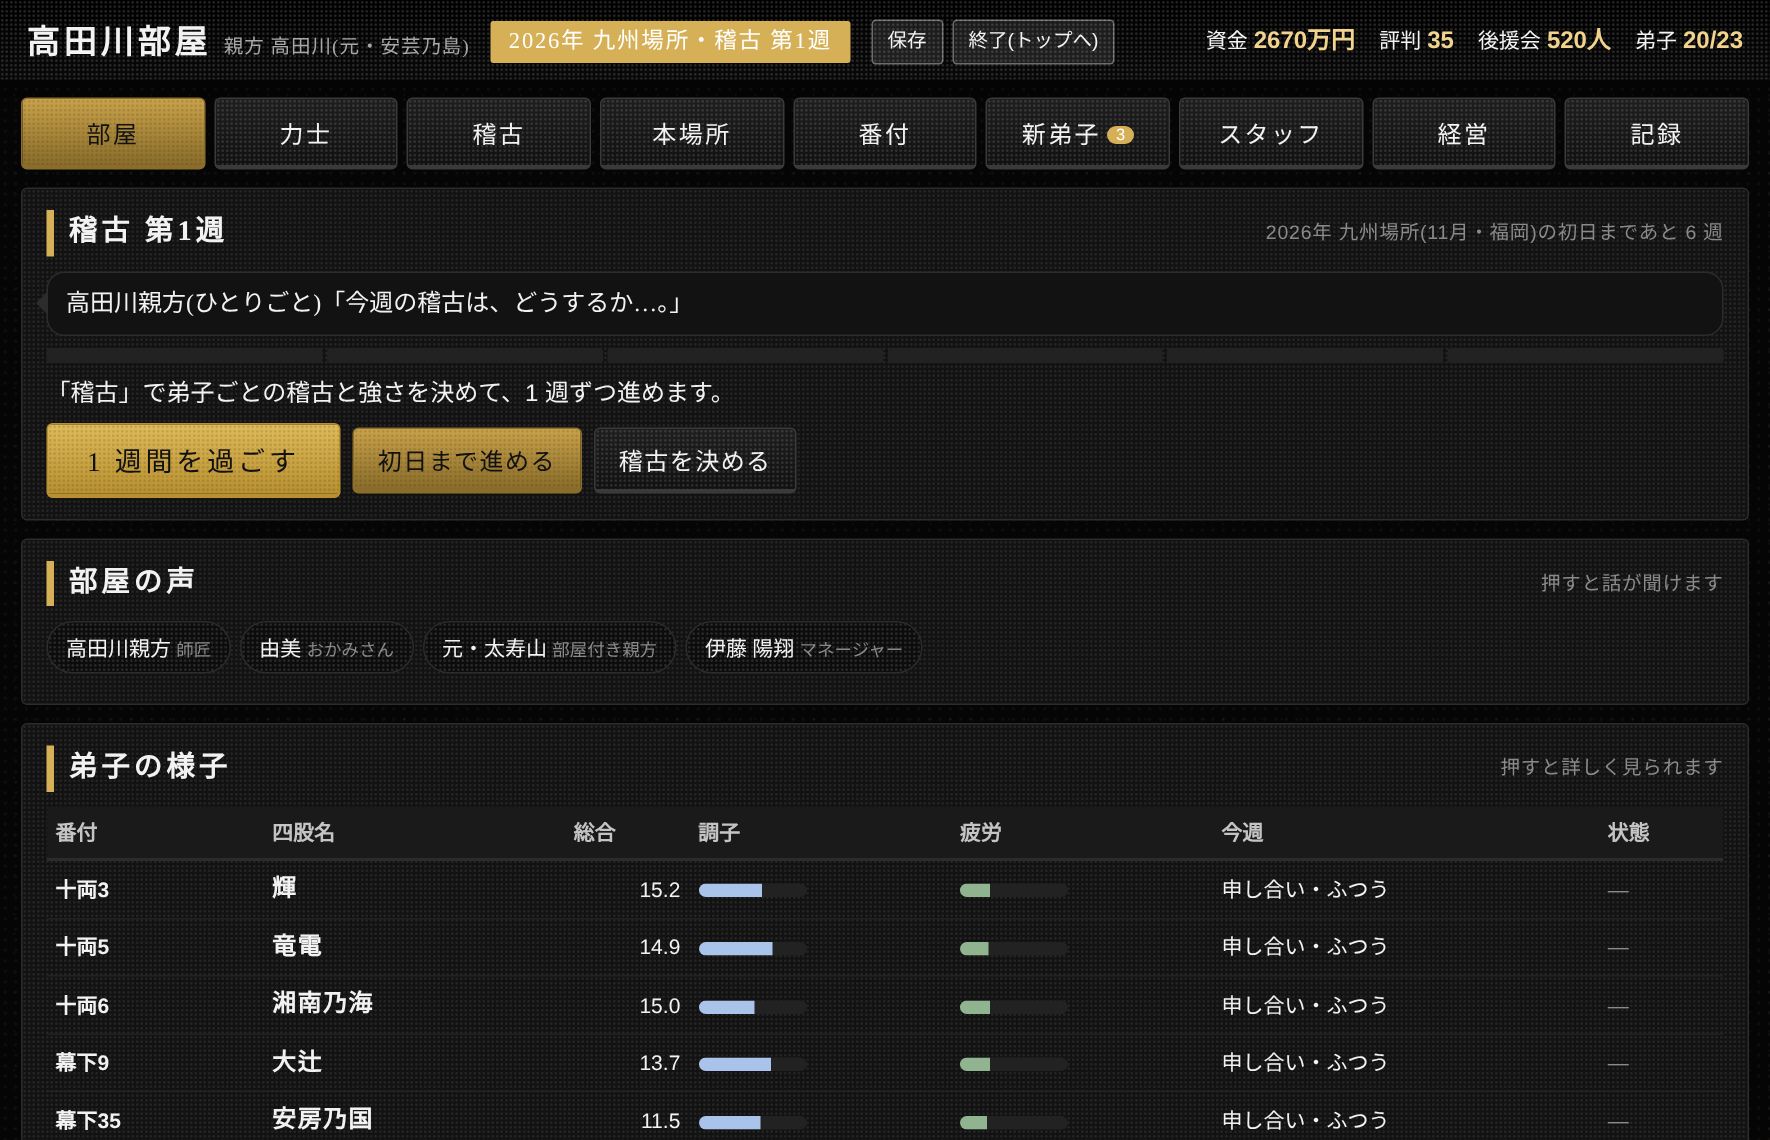 高田川部屋 親方 高田川(元・安芸乃島) 2026年 九州場所・稽古 第1週 保存 終了(トップへ) 資金 2670万円 評判 35 後援会 520人 弟子 20/23
部屋 力士 稽古 本場所 番付 新弟子 3 スタッフ 経営 記録
稽古 第1週 2026年 九州場所(11月・福岡)の初日まであと 6 週
高田川親方(ひとりごと)「今週の稽古は、どうするか…。」
「稽古」で弟子ごとの稽古と強さを決めて、1 週ずつ進めます。
1 週間を過ごす 初日まで進める 稽古を決める
部屋の声 押すと話が聞けます
高田川親方 師匠 由美 おかみさん 元・太寿山 部屋付き親方 伊藤 陽翔 マネージャー
弟子の様子 押すと詳しく見られます
番付 四股名 総合 調子 疲労 今週 状態
十両3 輝 15.2 申し合い・ふつう —
十両5 竜電 14.9 申し合い・ふつう —
十両6 湘南乃海 15.0 申し合い・ふつう —
幕下9 大辻 13.7 申し合い・ふつう —
幕下35 安房乃国 11.5 申し合い・ふつう —